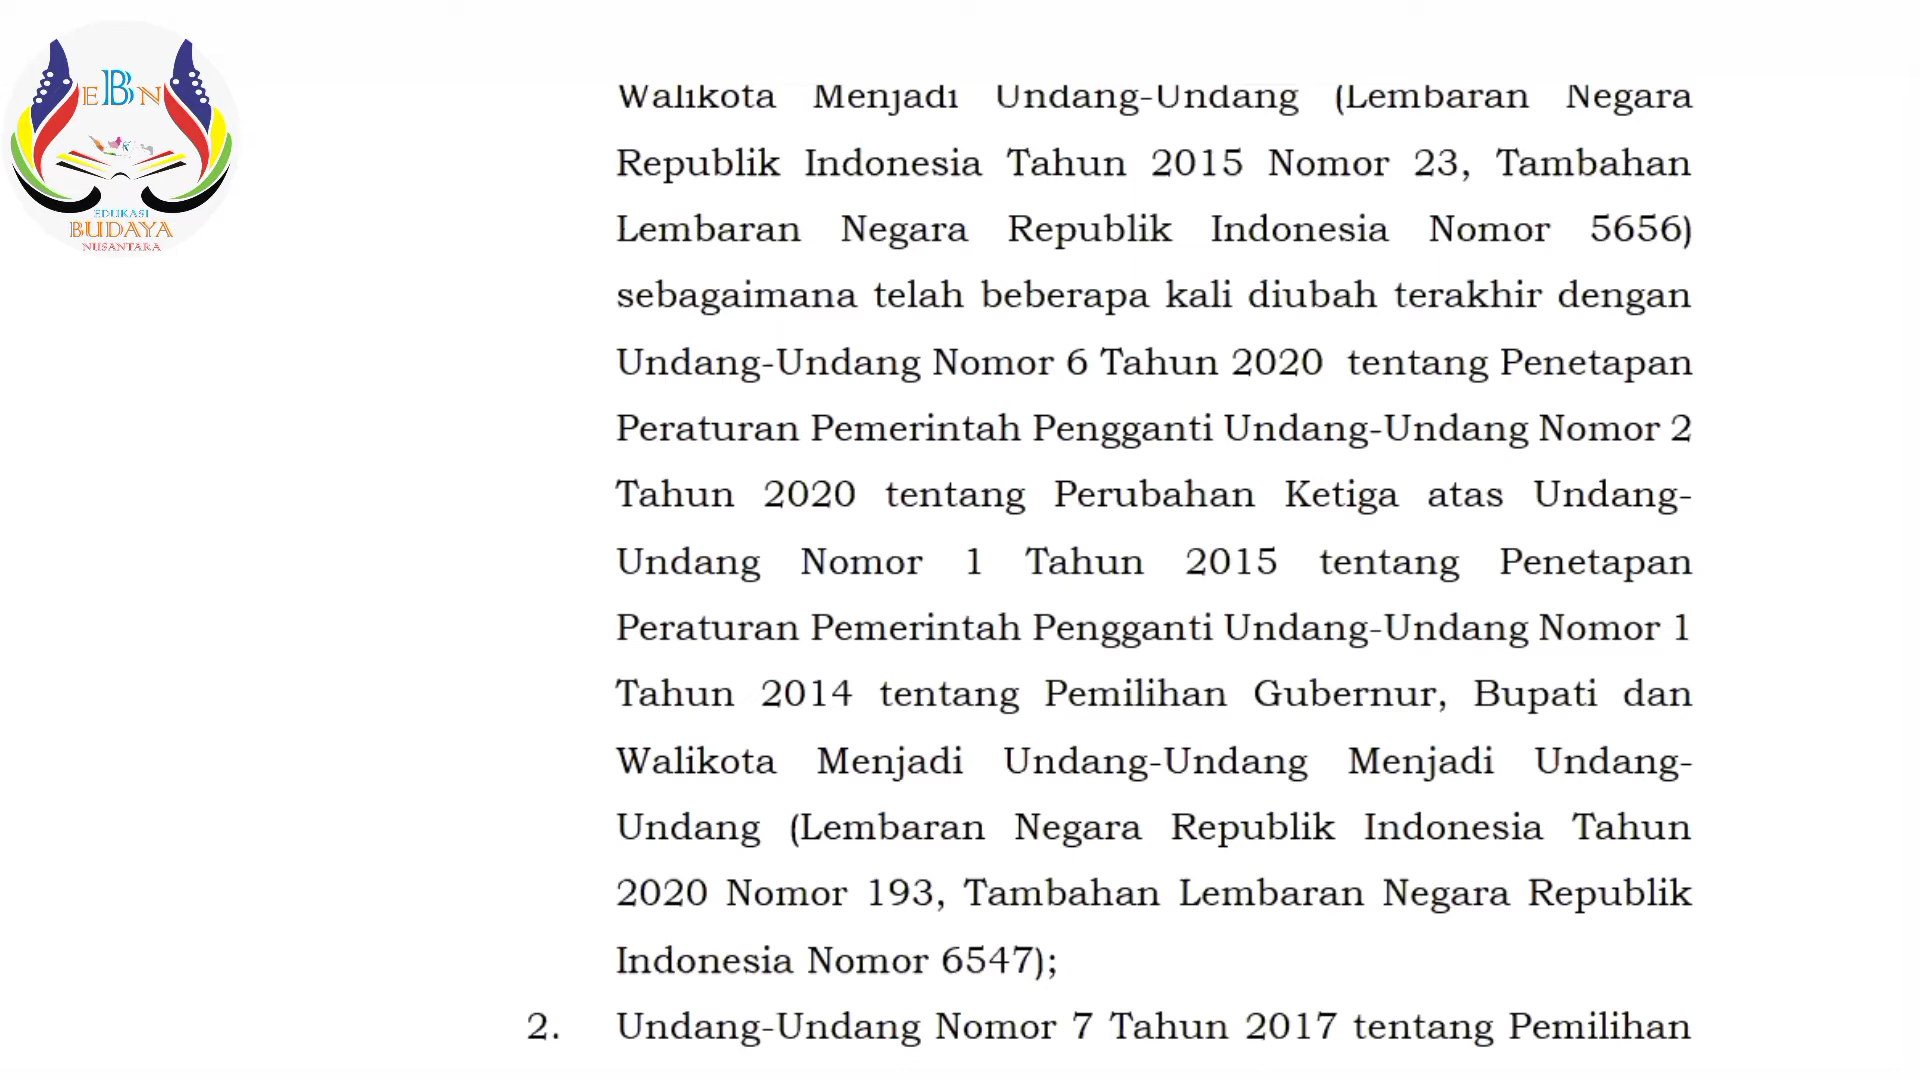 EBN
EDUKASI
BUDAYA
NUSANTARA
Walikota Menjadi Undang-Undang (Lembaran Negara
Republik Indonesia Tahun 2015 Nomor 23, Tambahan
Lembaran Negara Republik Indonesia Nomor 5656)
sebagaimana telah beberapa kali diubah terakhir dengan
Undang-Undang Nomor 6 Tahun 2020 tentang Penetapan
Peraturan Pemerintah Pengganti Undang-Undang Nomor 2
Tahun 2020 tentang Perubahan Ketiga atas Undang-
Undang Nomor 1 Tahun 2015 tentang Penetapan
Peraturan Pemerintah Pengganti Undang-Undang Nomor 1
Tahun 2014 tentang Pemilihan Gubernur, Bupati dan
Walikota Menjadi Undang-Undang Menjadi Undang-
Undang (Lembaran Negara Republik Indonesia Tahun
2020 Nomor 193, Tambahan Lembaran Negara Republik
Indonesia Nomor 6547);
2. Undang-Undang Nomor 7 Tahun 2017 tentang Pemilihan